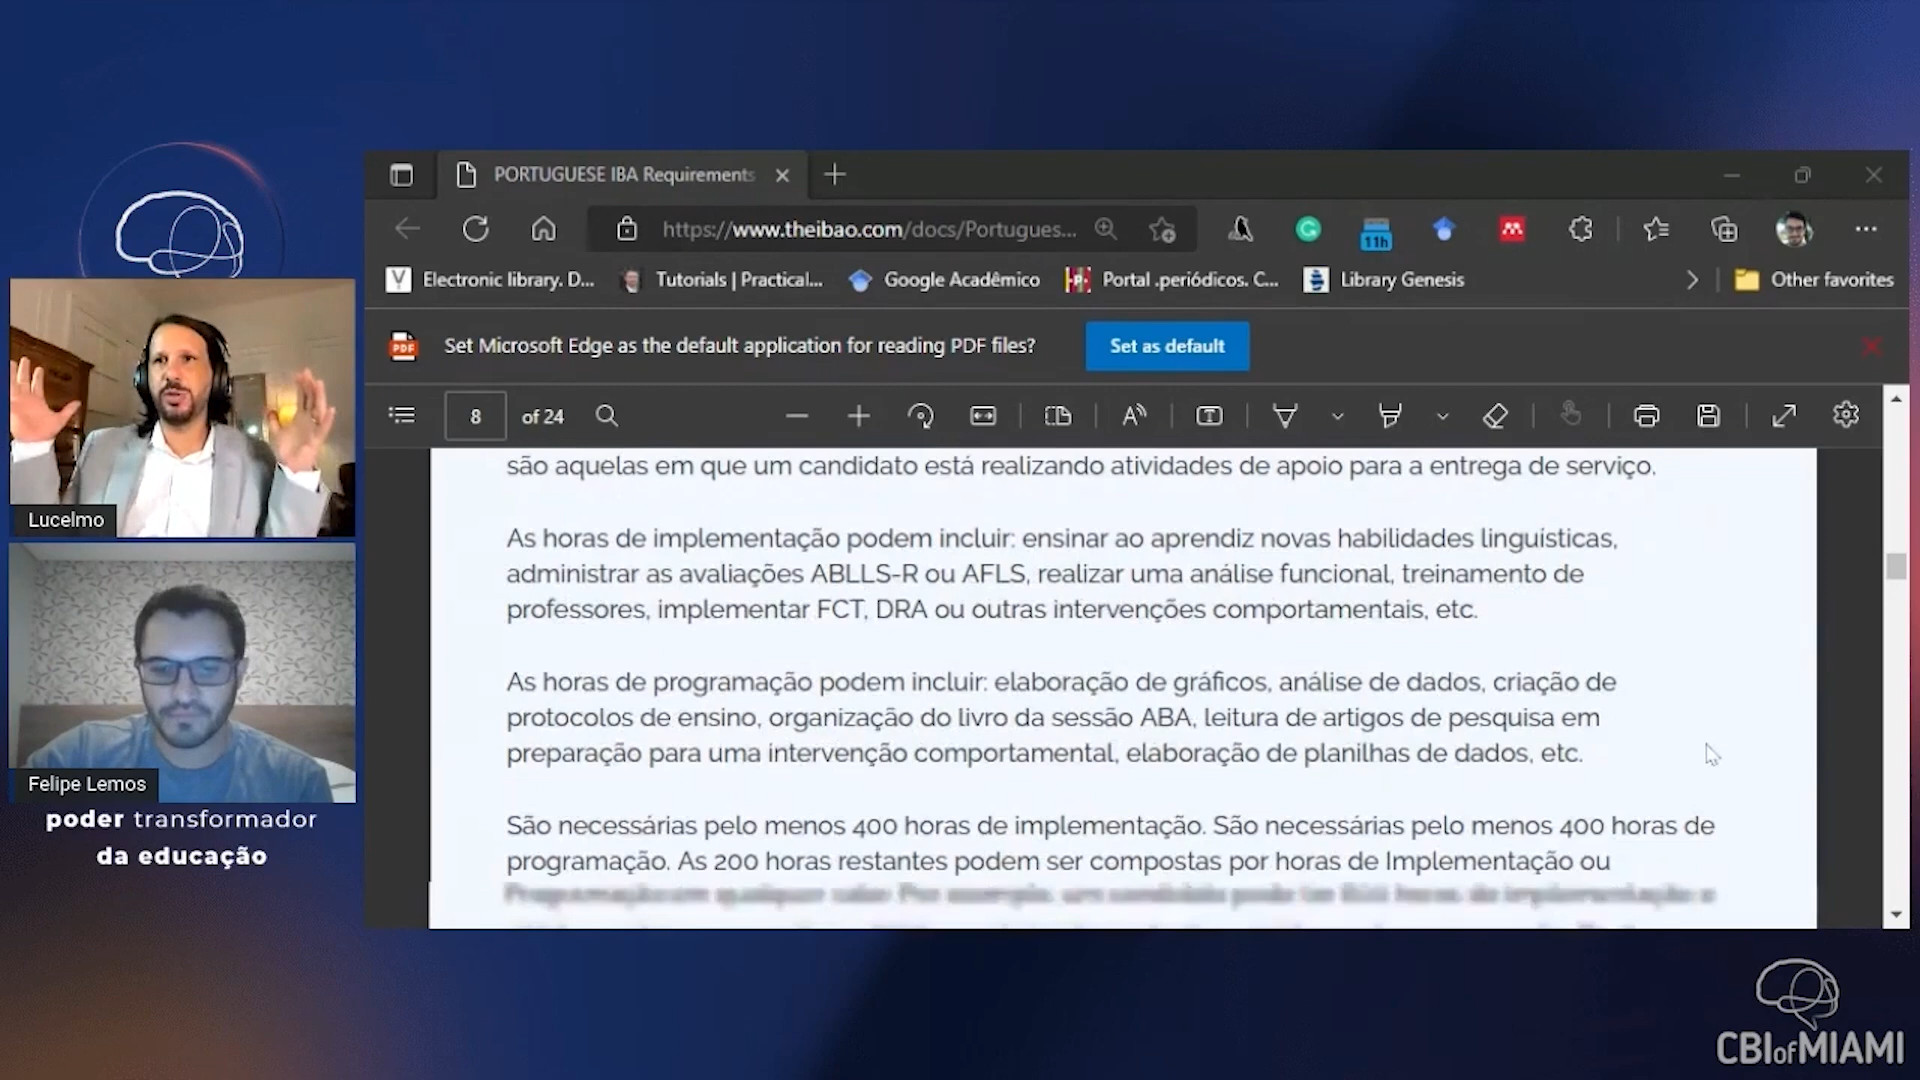 PORTUGUESE IBA Requirements
https://www.theibao.com/docs/Portugues...
11h
Electronic library. D...
Tutorials | Practical...
Google Acadêmico
Portal .periódicos. C...
Library Genesis
Other favorites
PDF
Set Microsoft Edge as the default application for reading PDF files?
Set as default
8
of 24
são aquelas em que um candidato está realizando atividades de apoio para a entrega de serviço.
As horas de implementação podem incluir: ensinar ao aprendiz novas habilidades linguísticas,
administrar as avaliações ABLLS-R ou AFLS, realizar uma análise funcional, treinamento de
professores, implementar FCT, DRA ou outras intervenções comportamentais, etc.
As horas de programação podem incluir: elaboração de gráficos, análise de dados, criação de
protocolos de ensino, organização do livro da sessão ABA, leitura de artigos de pesquisa em
preparação para uma intervenção comportamental, elaboração de planilhas de dados, etc.
São necessárias pelo menos 400 horas de implementação. São necessárias pelo menos 400 horas de
programação. As 200 horas restantes podem ser compostas por horas de Implementação ou
Lucelmo
Felipe Lemos
poder transformador
da educação
CBIofMIAMI